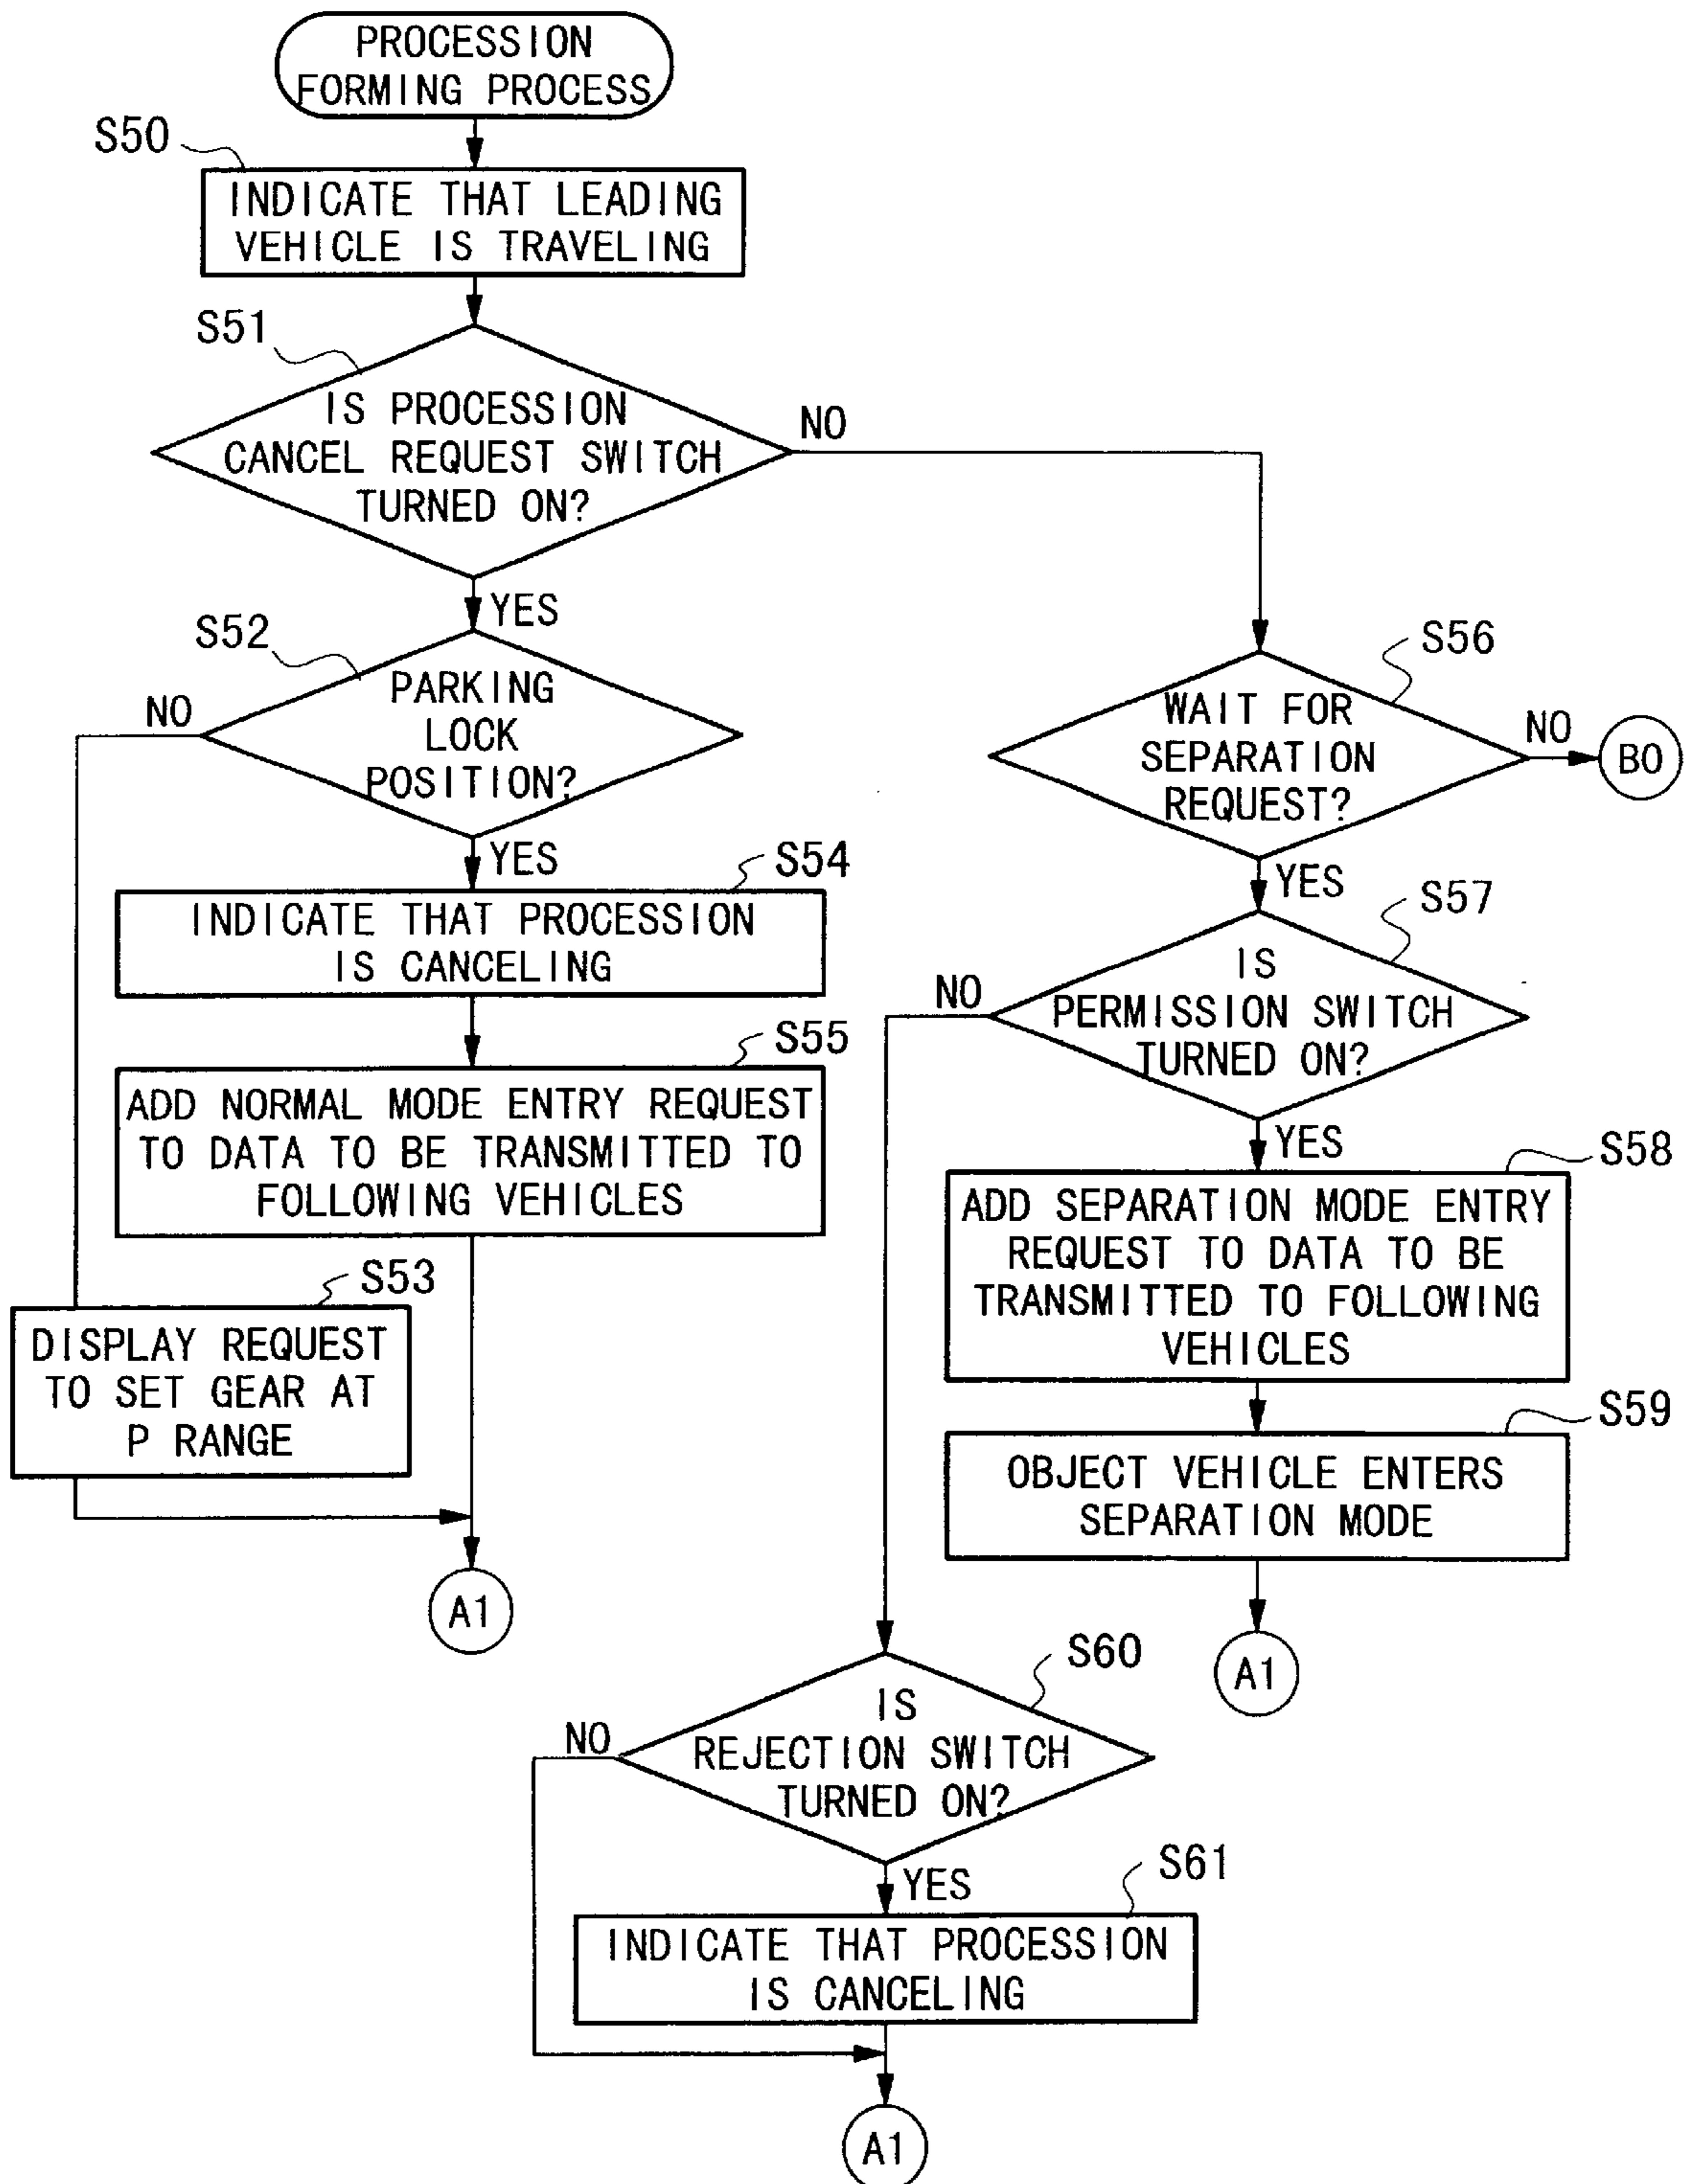 PROCESSION
FORMING PROCESS
S50
INDICATE THAT LEADING
VEHICLE IS TRAVELING
S51
IS PROCESSION
CANCEL REQUEST SWITCH
TURNED ON?
NO
YES
S52
PARKING
LOCK
POSITION?
NO
YES
S54
INDICATE THAT PROCESSION
IS CANCELING
S55
ADD NORMAL MODE ENTRY REQUEST
TO DATA TO BE TRANSMITTED TO
FOLLOWING VEHICLES
S53
DISPLAY REQUEST
TO SET GEAR AT
P RANGE
A1
S56
WAIT FOR
SEPARATION
REQUEST?
NO
B0
YES
S57
IS
PERMISSION SWITCH
TURNED ON?
NO
YES
S58
ADD SEPARATION MODE ENTRY
REQUEST TO DATA TO BE
TRANSMITTED TO FOLLOWING
VEHICLES
S59
OBJECT VEHICLE ENTERS
SEPARATION MODE
A1
S60
IS
REJECTION SWITCH
TURNED ON?
NO
YES
S61
INDICATE THAT PROCESSION
IS CANCELING
A1